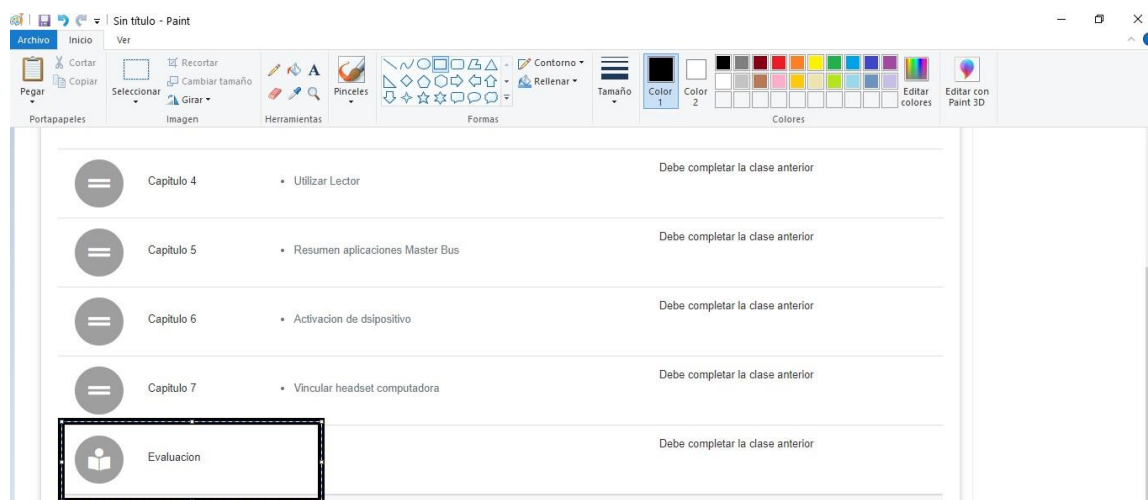 Sin título - Paint
Archivo Inicio Ver
Pegar
Cortar
Copiar
Portapapeles
Seleccionar
Recortar
Cambiar tamaño
Girar
Imagen
A
Herramientas
Pinceles
Contorno
Rellenar
Formas
Tamaño
Color 1
Color 2
Editar colores
Colores
Editar con Paint 3D
Capitulo 4 • Utilizar Lector Debe completar la clase anterior
Capitulo 5 • Resumen aplicaciones Master Bus Debe completar la clase anterior
Capitulo 6 • Activacion de dsipositivo Debe completar la clase anterior
Capitulo 7 • Vincular headset computadora Debe completar la clase anterior
Evaluacion Debe completar la clase anterior